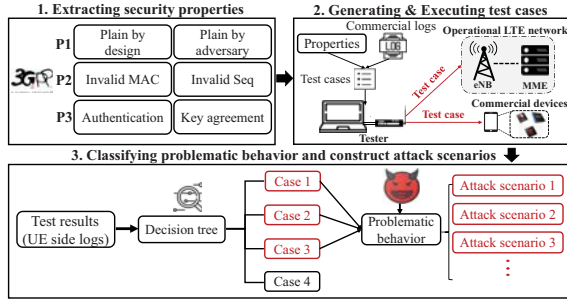 1. Extracting security properties
3GPP
P1
Plain by
design
Plain by
adversary
P2
Invalid MAC
Invalid Seq
P3
Authentication
Key agreement
2. Generating & Executing test cases
Commercial logs
LOG
Properties
Test cases
Tester
Test case
Test case
Operational LTE network
eNB
MME
Commercial devices
3. Classifying problematic behavior and construct attack scenarios
Test results
(UE side logs)
Decision tree
Case 1
Case 2
Case 3
Case 4
Problematic
behavior
Attack scenario 1
Attack scenario 2
Attack scenario 3